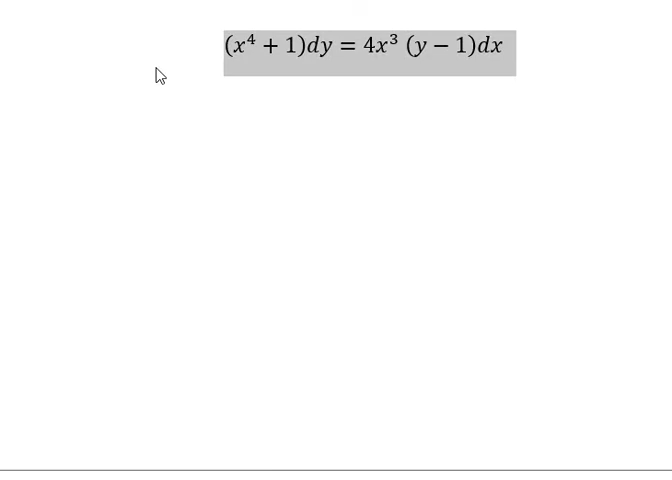 (x⁴ + 1)dy = 4x³ (y − 1)dx